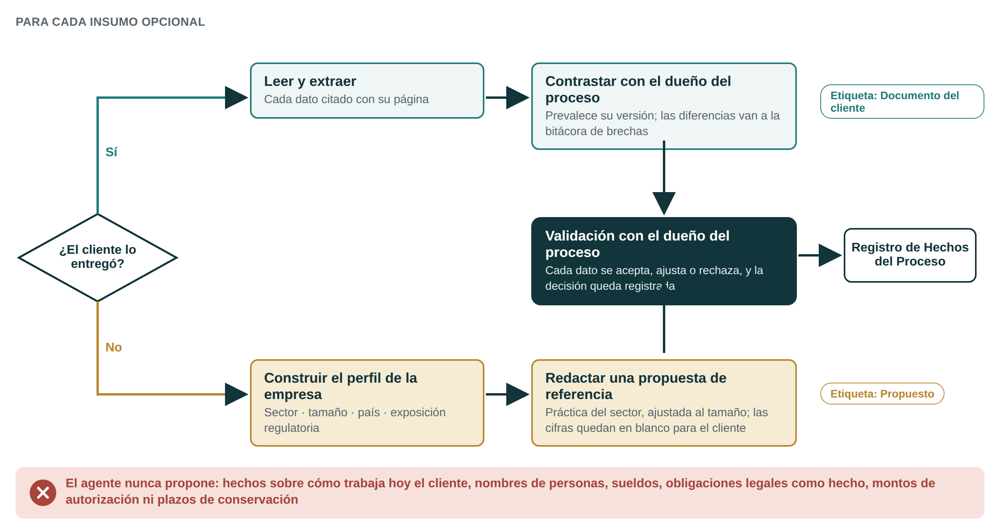 PARA CADA INSUMO OPCIONAL
Leer y extraer
Cada dato citado con su página
Contrastar con el dueño del
proceso
Prevalece su versión; las diferencias van a la
bitácora de brechas
Etiqueta: Documento del
cliente
Sí
¿El cliente lo
entregó?
Validación con el dueño del
proceso
Cada dato se acepta, ajusta o rechaza, y la
decisión queda registrada
Registro de Hechos
del Proceso
No
Construir el perfil de la
empresa
Sector · tamaño · país · exposición
regulatoria
Redactar una propuesta de
referencia
Práctica del sector, ajustada al tamaño; las
cifras quedan en blanco para el cliente
Etiqueta: Propuesto
El agente nunca propone: hechos sobre cómo trabaja hoy el cliente, nombres de personas, sueldos, obligaciones legales como hecho, montos de
autorización ni plazos de conservación